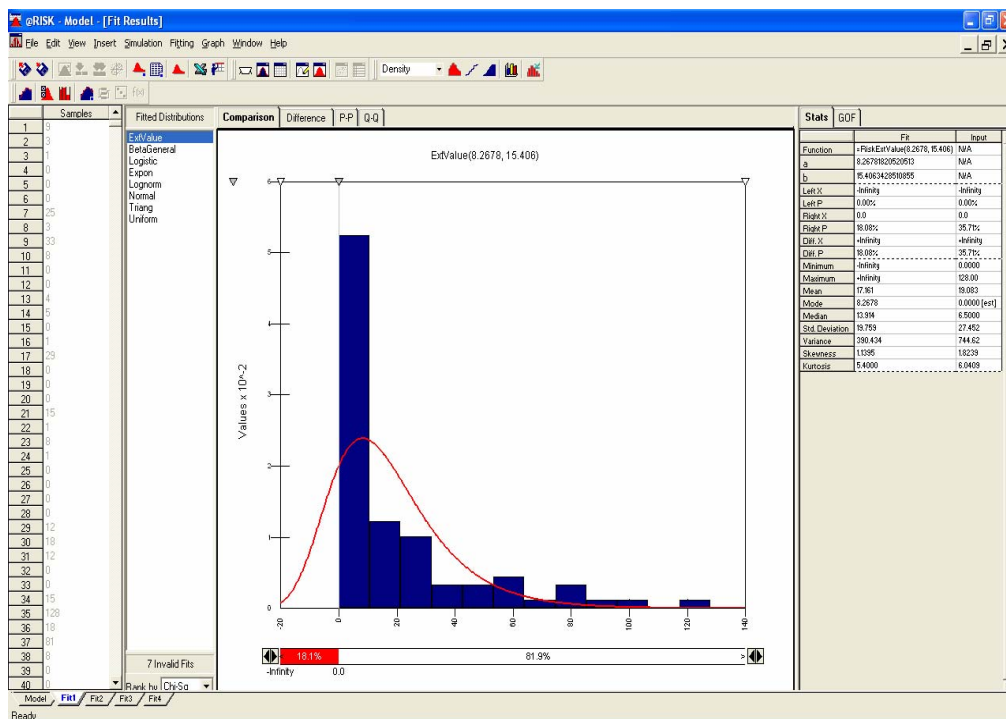 @RISK - Model - [Fit Results]
File Edit View Insert Simulation Fitting Graph Window Help
Density
f(x)
Samples
1 9
2 3
3 1
4 0
5 0
6 0
7 25
8 3
9 33
10 8
11 0
12 0
13 4
14 5
15 0
16 1
17 29
18 0
19 0
20 0
21 15
22 1
23 8
24 1
25 0
26 0
27 0
28 0
29 12
30 18
31 12
32 0
33 0
34 15
35 128
36 18
37 81
38 8
39 0
40 0
Fitted Distributions
ExtValue
BetaGeneral
Logistic
Expon
Lognorm
Normal
Triang
Uniform
7 Invalid Fits
Rank by Chi-Sq
Comparison Difference P-P Q-Q
ExtValue(8.2678, 15.406)
Values x 10^-2
6
5
4
3
2
1
0
-20 0 20 40 60 80 100 120 140
< 18.1% 81.9% >
-Infinity 0.0
Stats GOF
Fit Input
Function =RiskExtValue(8.2678, 15.406) N/A
a 8.26781820520513 N/A
b 15.4063428510855 N/A
Left X -Infinity -Infinity
Left P 0.00% 0.00%
Right X 0.0 0.0
Right P 18.08% 35.71%
Diff. X +Infinity +Infinity
Diff. P 18.08% 35.71%
Minimum -Infinity 0.0000
Maximum +Infinity 128.00
Mean 17.161 19.083
Mode 8.2678 0.0000 [est]
Median 13.914 6.5000
Std. Deviation 19.759 27.452
Variance 390.434 744.62
Skewness 1.1395 1.8239
Kurtosis 5.4000 6.0409
Model Fit1 Fit2 Fit3 Fit4
Ready